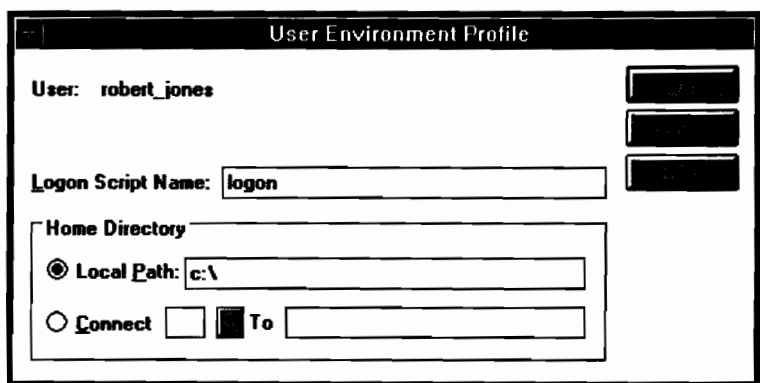 User Environment Profile
User: robert_jones
Logon Script Name: logon
Home Directory
Local Path: c:\
Connect To